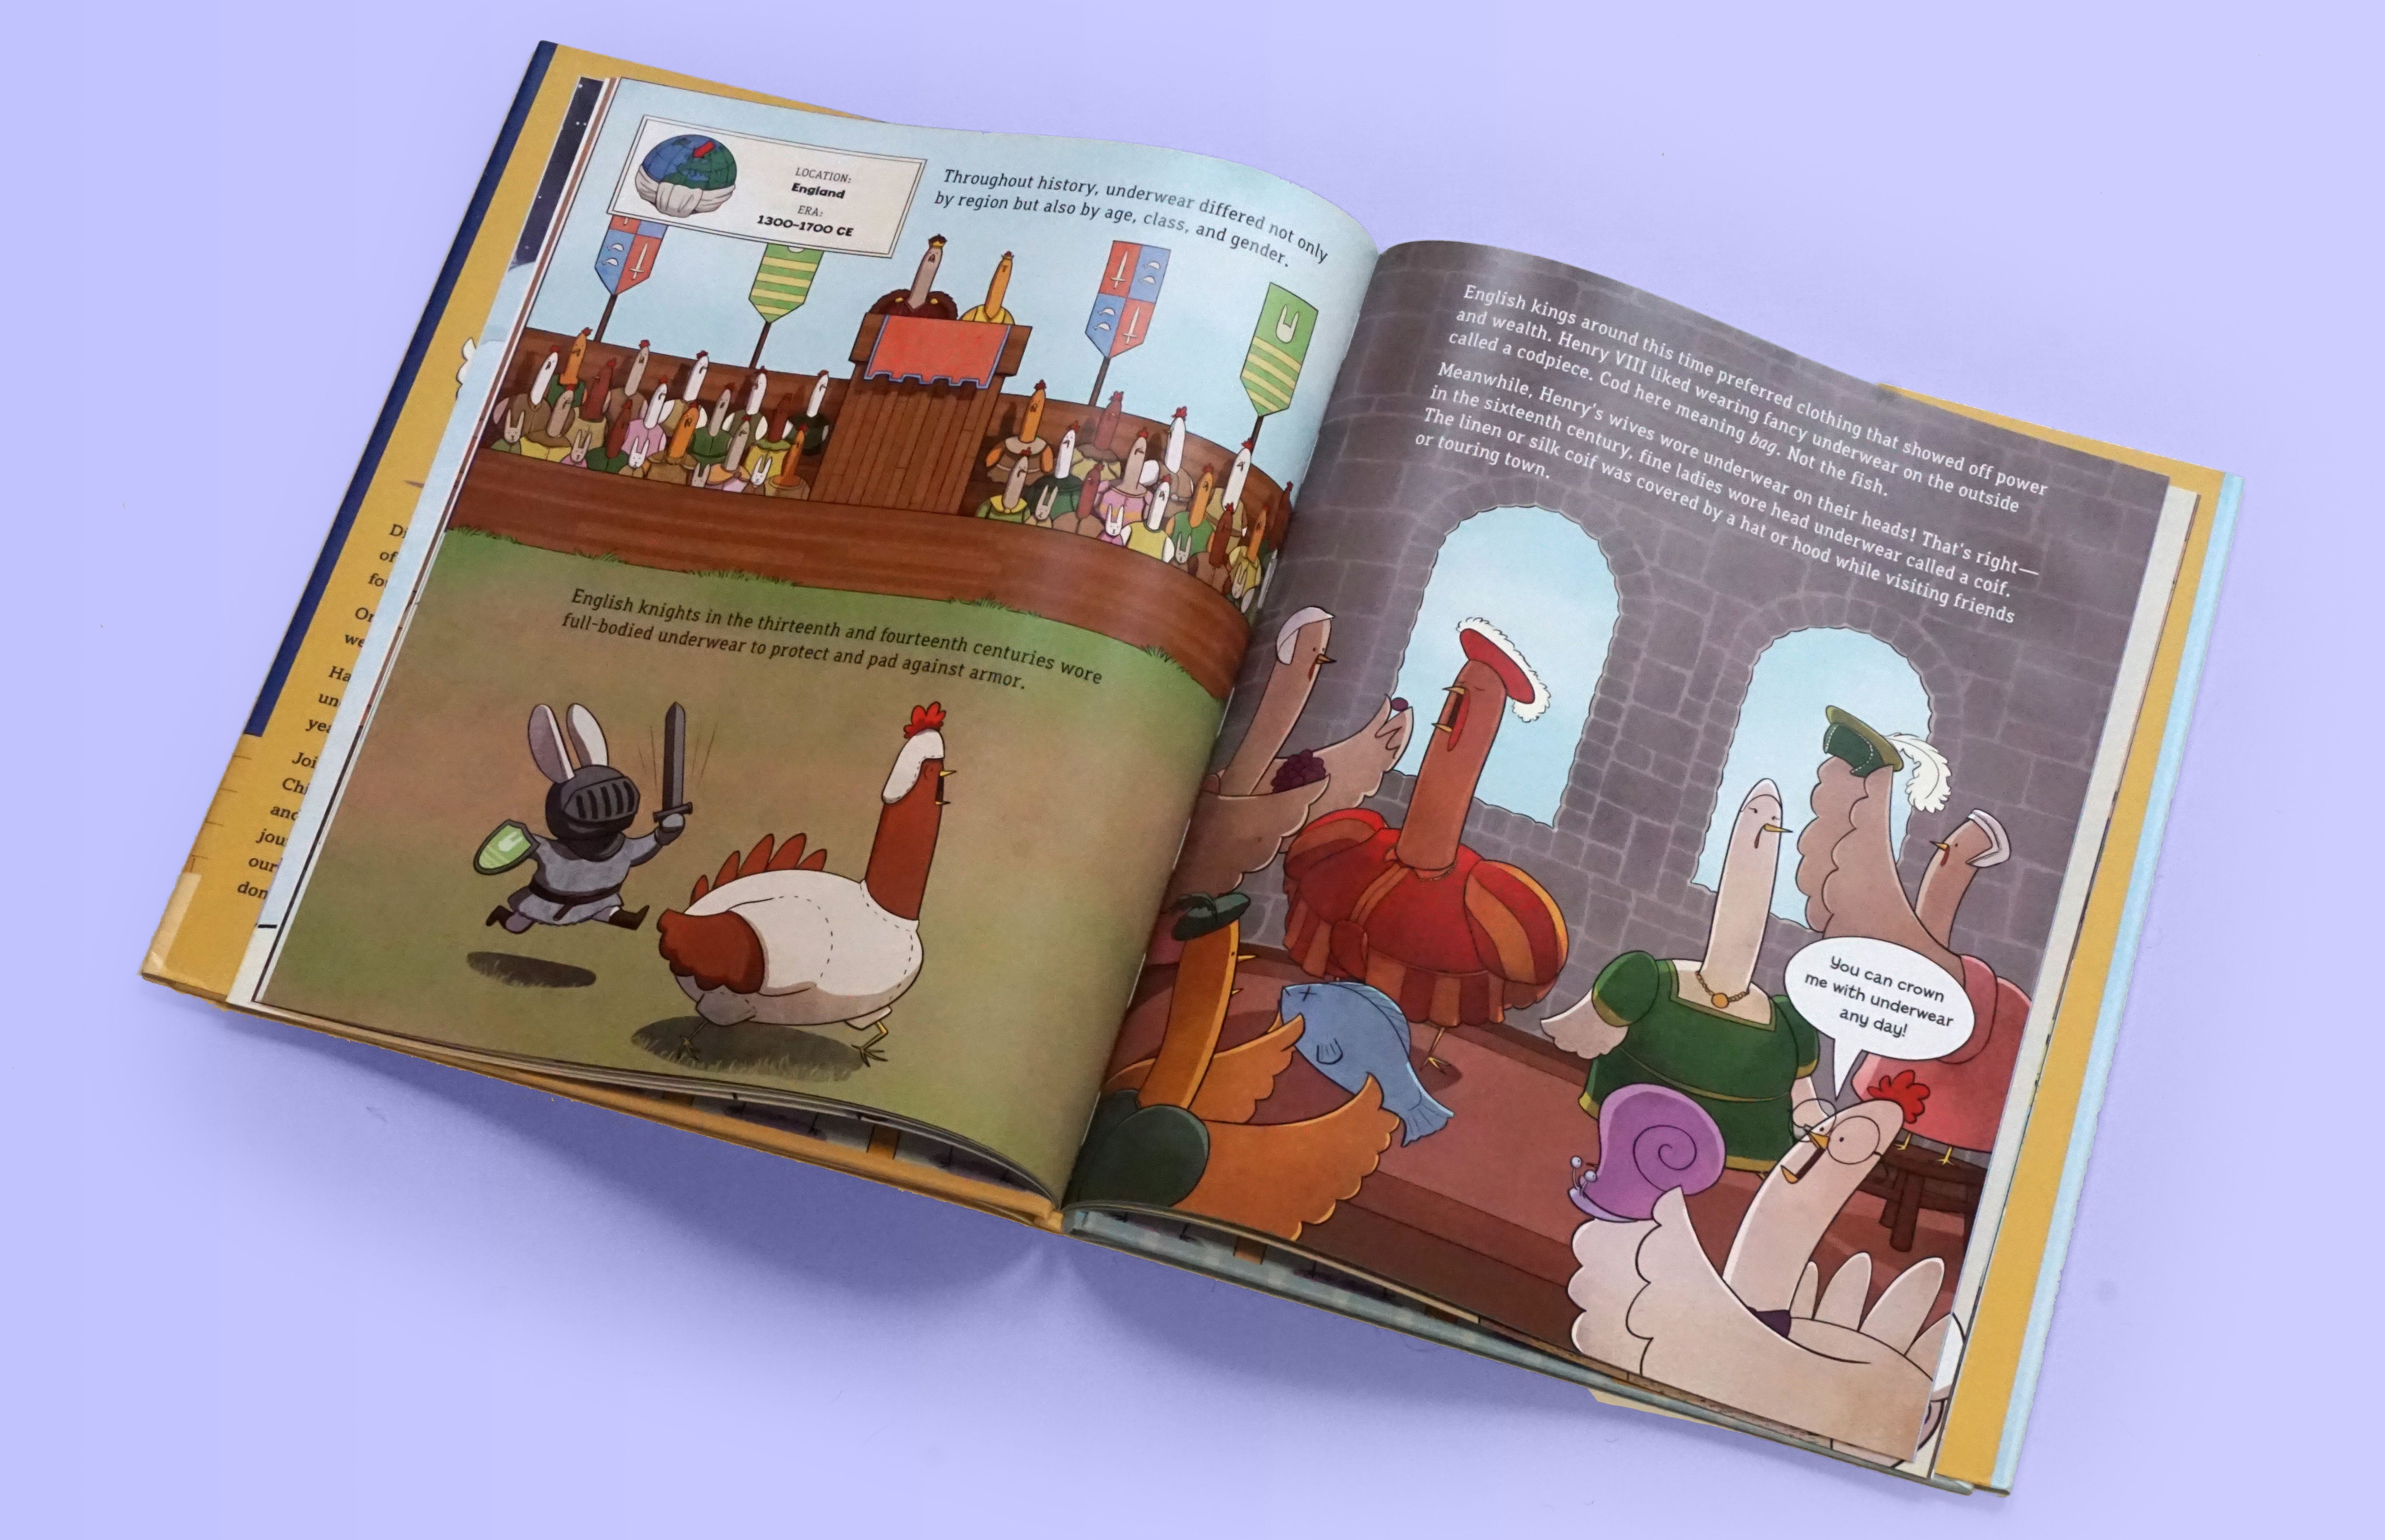 LOCATION:
England
ERA:
1300–1700 CE
Throughout history, underwear differed not only
by region but also by age, class, and gender.
English knights in the thirteenth and fourteenth centuries wore
full-bodied underwear to protect and pad against armor.
English kings around this time preferred clothing that showed off power
and wealth. Henry VIII liked wearing fancy underwear on the outside
called a codpiece. Cod here meaning bag. Not the fish.
Meanwhile, Henry's wives wore underwear on their heads! That's right—
in the sixteenth century, fine ladies wore head underwear called a coif.
The linen or silk coif was covered by a hat or hood while visiting friends
or touring town.
You can crown
me with underwear
any day!